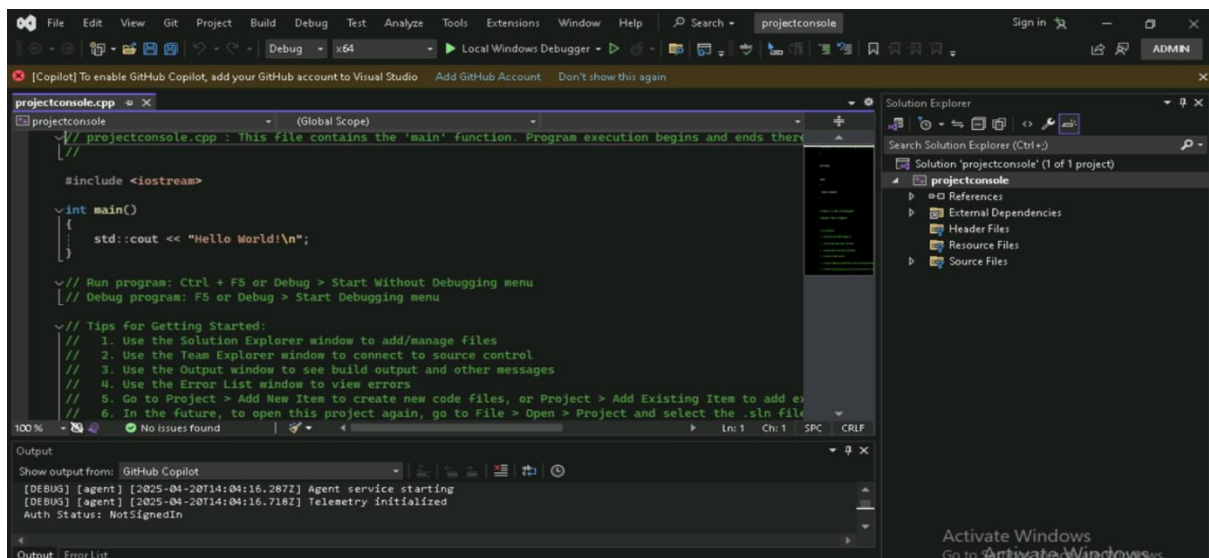 File Edit View Git Project Build Debug Test Analyze Tools Extensions Window Help Search projectconsole Sign in
Debug x64 Local Windows Debugger ADMIN
[Copilot] To enable GitHub Copilot, add your GitHub account to Visual Studio Add GitHub Account Don't show this again
projectconsole.cpp
projectconsole (Global Scope)
// projectconsole.cpp : This file contains the 'main' function. Program execution begins and ends ther
//
#include <iostream>
int main()
{
std::cout << "Hello World!\n";
}
// Run program: Ctrl + F5 or Debug > Start Without Debugging menu
// Debug program: F5 or Debug > Start Debugging menu
// Tips for Getting Started:
// 1. Use the Solution Explorer window to add/manage files
// 2. Use the Team Explorer window to connect to source control
// 3. Use the Output window to see build output and other messages
// 4. Use the Error List window to view errors
// 5. Go to Project > Add New Item to create new code files, or Project > Add Existing Item to add ex
// 6. In the future, to open this project again, go to File > Open > Project and select the .sln file
100 % No issues found Ln: 1 Ch: 1 SPC CRLF
Output
Show output from: GitHub Copilot
[DEBUG] [agent] [2025-04-20T14:04:16.287Z] Agent service starting
[DEBUG] [agent] [2025-04-20T14:04:16.718Z] Telemetry initialized
Auth Status: NotSignedIn
Output Error List
Solution Explorer
Search Solution Explorer (Ctrl+;)
Solution 'projectconsole' (1 of 1 project)
projectconsole
References
External Dependencies
Header Files
Resource Files
Source Files
Activate Windows
Go to
Activate Windows